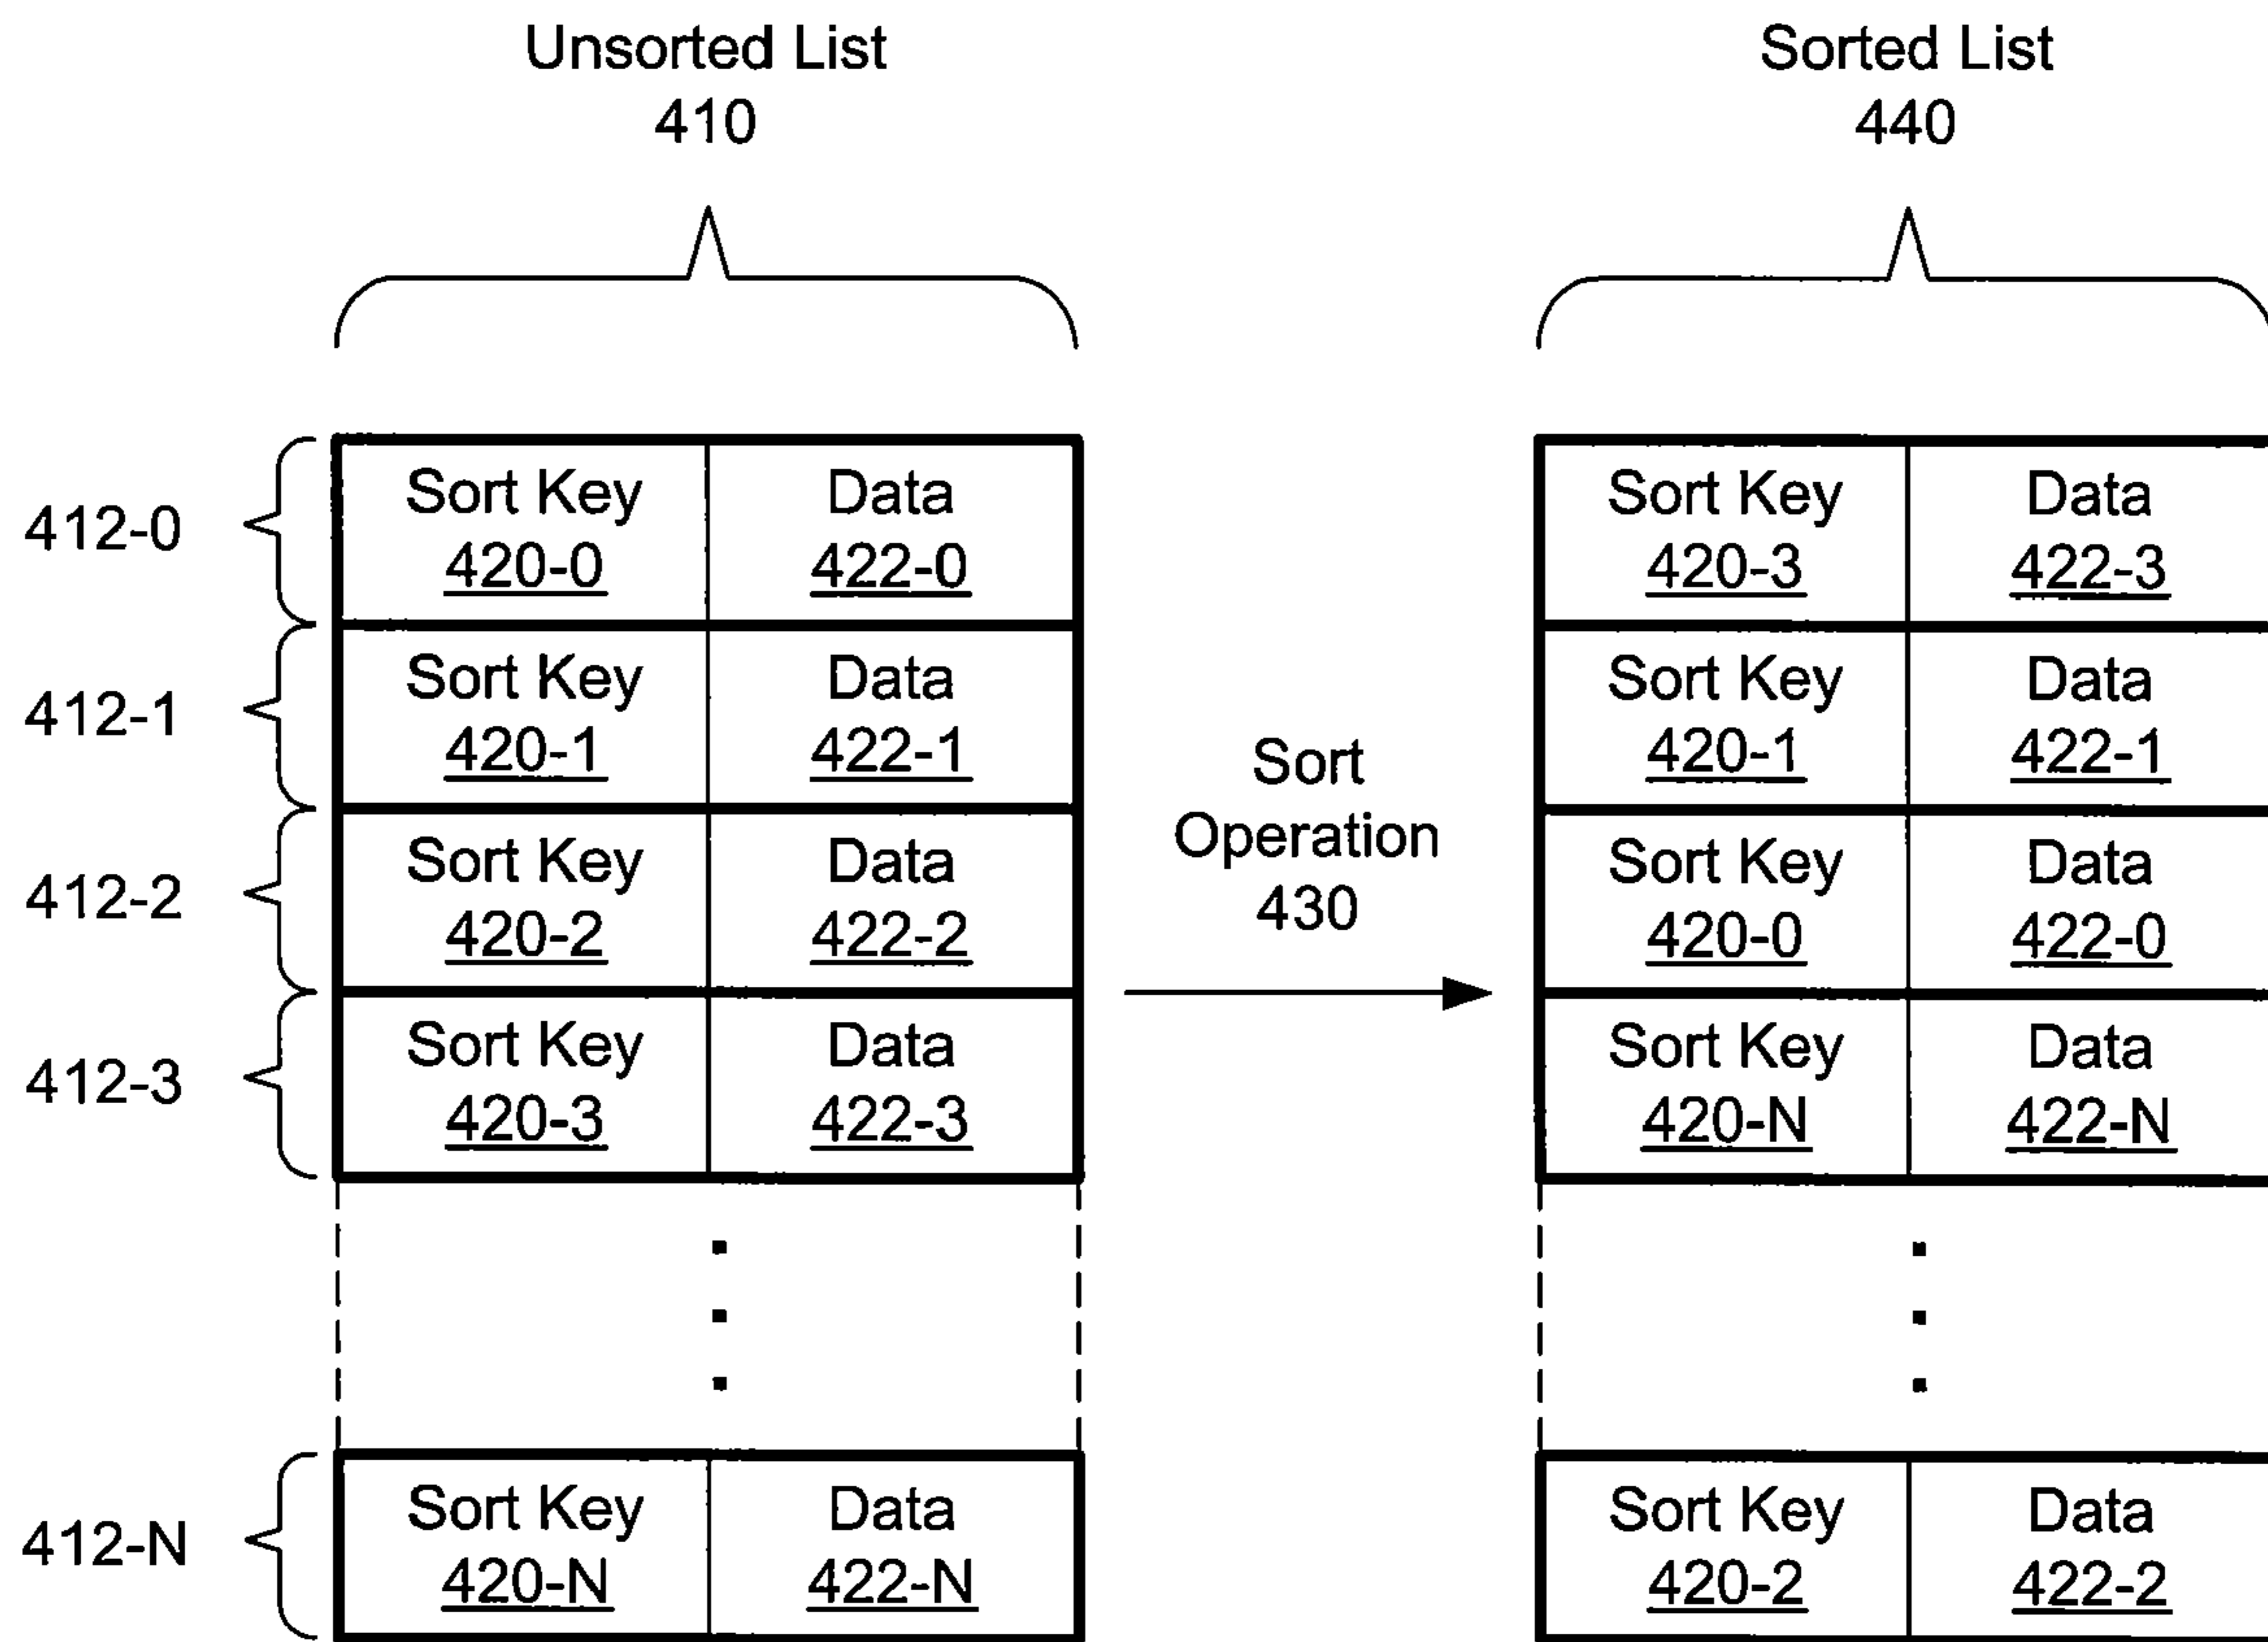 Unsorted List
410
Sorted List
440
412-0
Sort Key
420-0
Data
422-0
412-1
Sort Key
420-1
Data
422-1
412-2
Sort Key
420-2
Data
422-2
412-3
Sort Key
420-3
Data
422-3
412-N
Sort Key
420-N
Data
422-N
Sort
Operation
430
Sort Key
420-3
Data
422-3
Sort Key
420-1
Data
422-1
Sort Key
420-0
Data
422-0
Sort Key
420-N
Data
422-N
Sort Key
420-2
Data
422-2